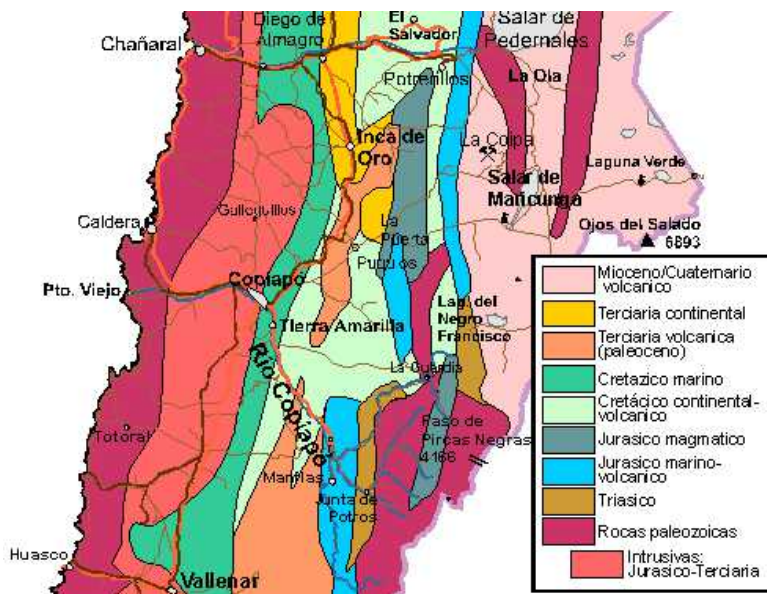 Diego de
Almagro
El
Salvador
Salar de
Pedernales
Chañaral
Potrerillos
La Ola
Inca de
Oro
La Coipa
Laguna Verde
Salar de
Maricunga
Galleguillos
La
Puerta
Caldera
Ojos del Salado
6893
Puquios
Copiapó
Pto. Viejo
Lag. del
Negro
Francisco
Tierra Amarilla
La Guardia
Río Copiapó
Paso de
Pircas Negras
4166
Totoral
Manflas
Junta de
Potros
Huasco
Vallenar
Mioceno/Cuaternario
volcanico
Terciaria continental
Terciaria volcanica
(paleoceno)
Cretazico marino
Cretácico continental-
volcanico
Jurasico magmatico
Jurasico marino-
volcanico
Triasico
Rocas paleozoicas
Intrusivas:
Jurasico-Terciaria